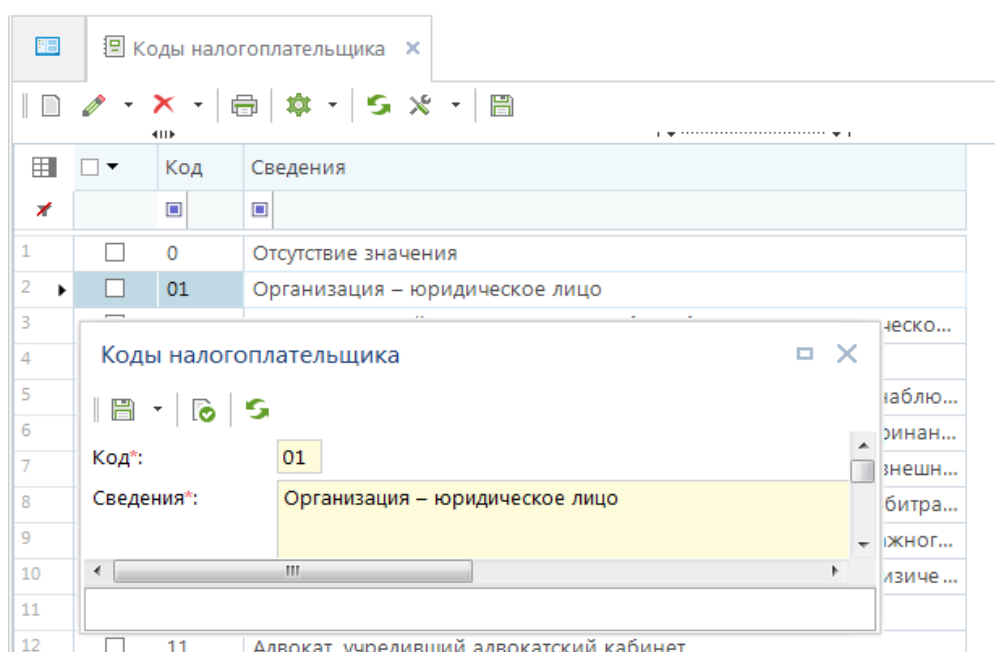 Коды налогоплательщика
Код Сведения
1 0 Отсутствие значения
2 01 Организация – юридическое лицо
3 ческо...
4
5 наблю...
6 финан...
7 внешн...
8 битра...
9 жног...
10 изиче...
11
12 11 Адвокат, учредивший адвокатский кабинет
Коды налогоплательщика
Код*: 01
Сведения*: Организация – юридическое лицо